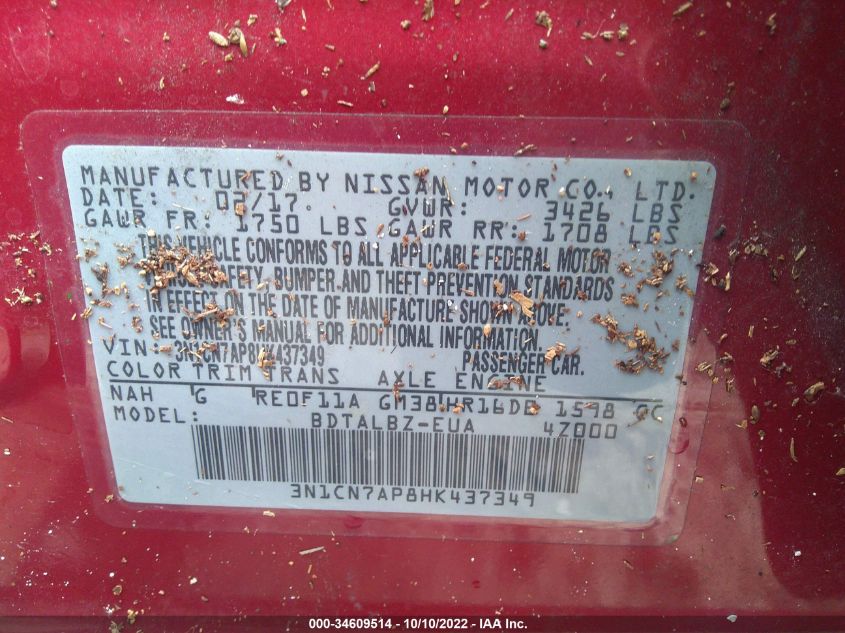 MANUFACTURED BY NISSAN MOTOR CO., LTD.
DATE: GVWR: 3426 LBS
GAWR FR: 1750 LBS GAWR RR: 1708 LBS
THIS VEHICLE CONFORMS TO ALL APPLICABLE FEDERAL MOTOR
SAFETY, BUMPER, AND THEFT PREVENTION STANDARDS
IN EFFECT ON THE DATE OF MANUFACTURE SHOWN ABOVE.
SEE OWNER'S MANUAL FOR ADDITIONAL INFORMATION.
VIN: 3N1CN7AP8HK437349 PASSENGER CAR.
COLOR TRIM TRANS AXLE ENGINE
NAH G RE0F11A GM38 HR16DE 1598 CC
MODEL: BDTALBZ-EUA 4Z000
3N1CN7AP8HK437349
000-34609514 - 10/10/2022 - IAA Inc.